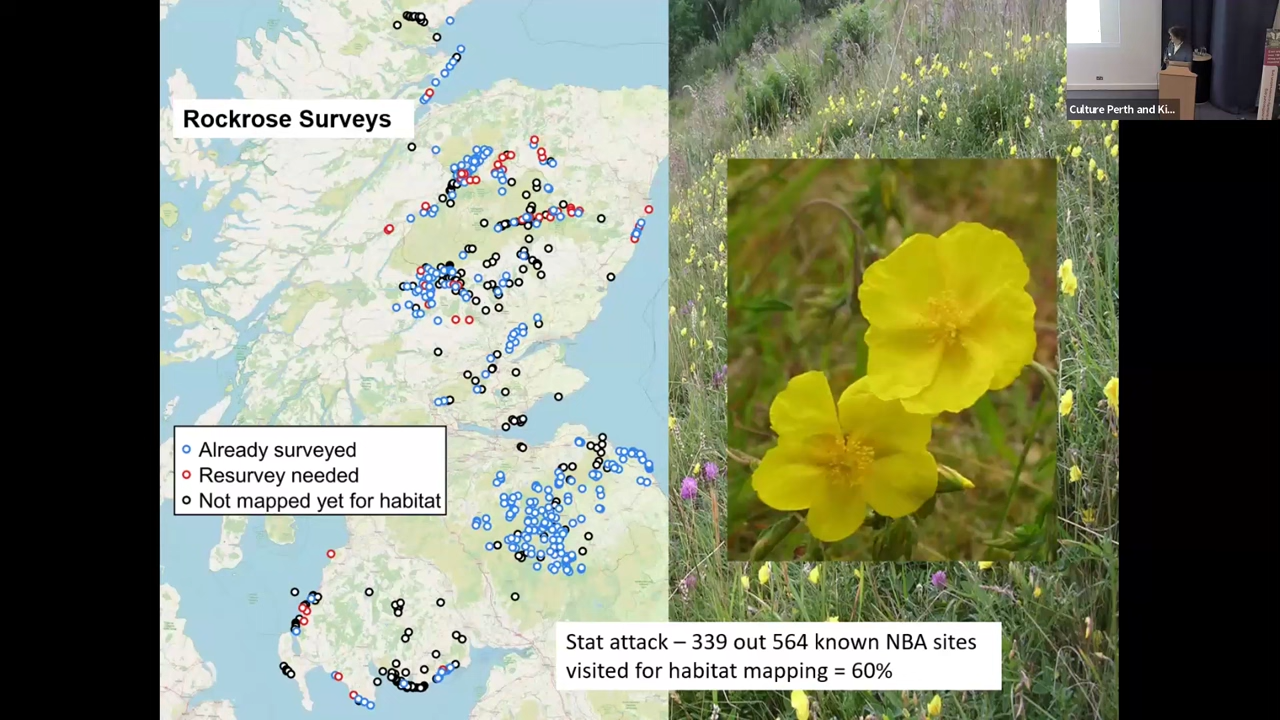 Rockrose Surveys
Already surveyed
Resurvey needed
Not mapped yet for habitat
Stat attack – 339 out 564 known NBA sites
visited for habitat mapping = 60%
Culture Perth and Ki...